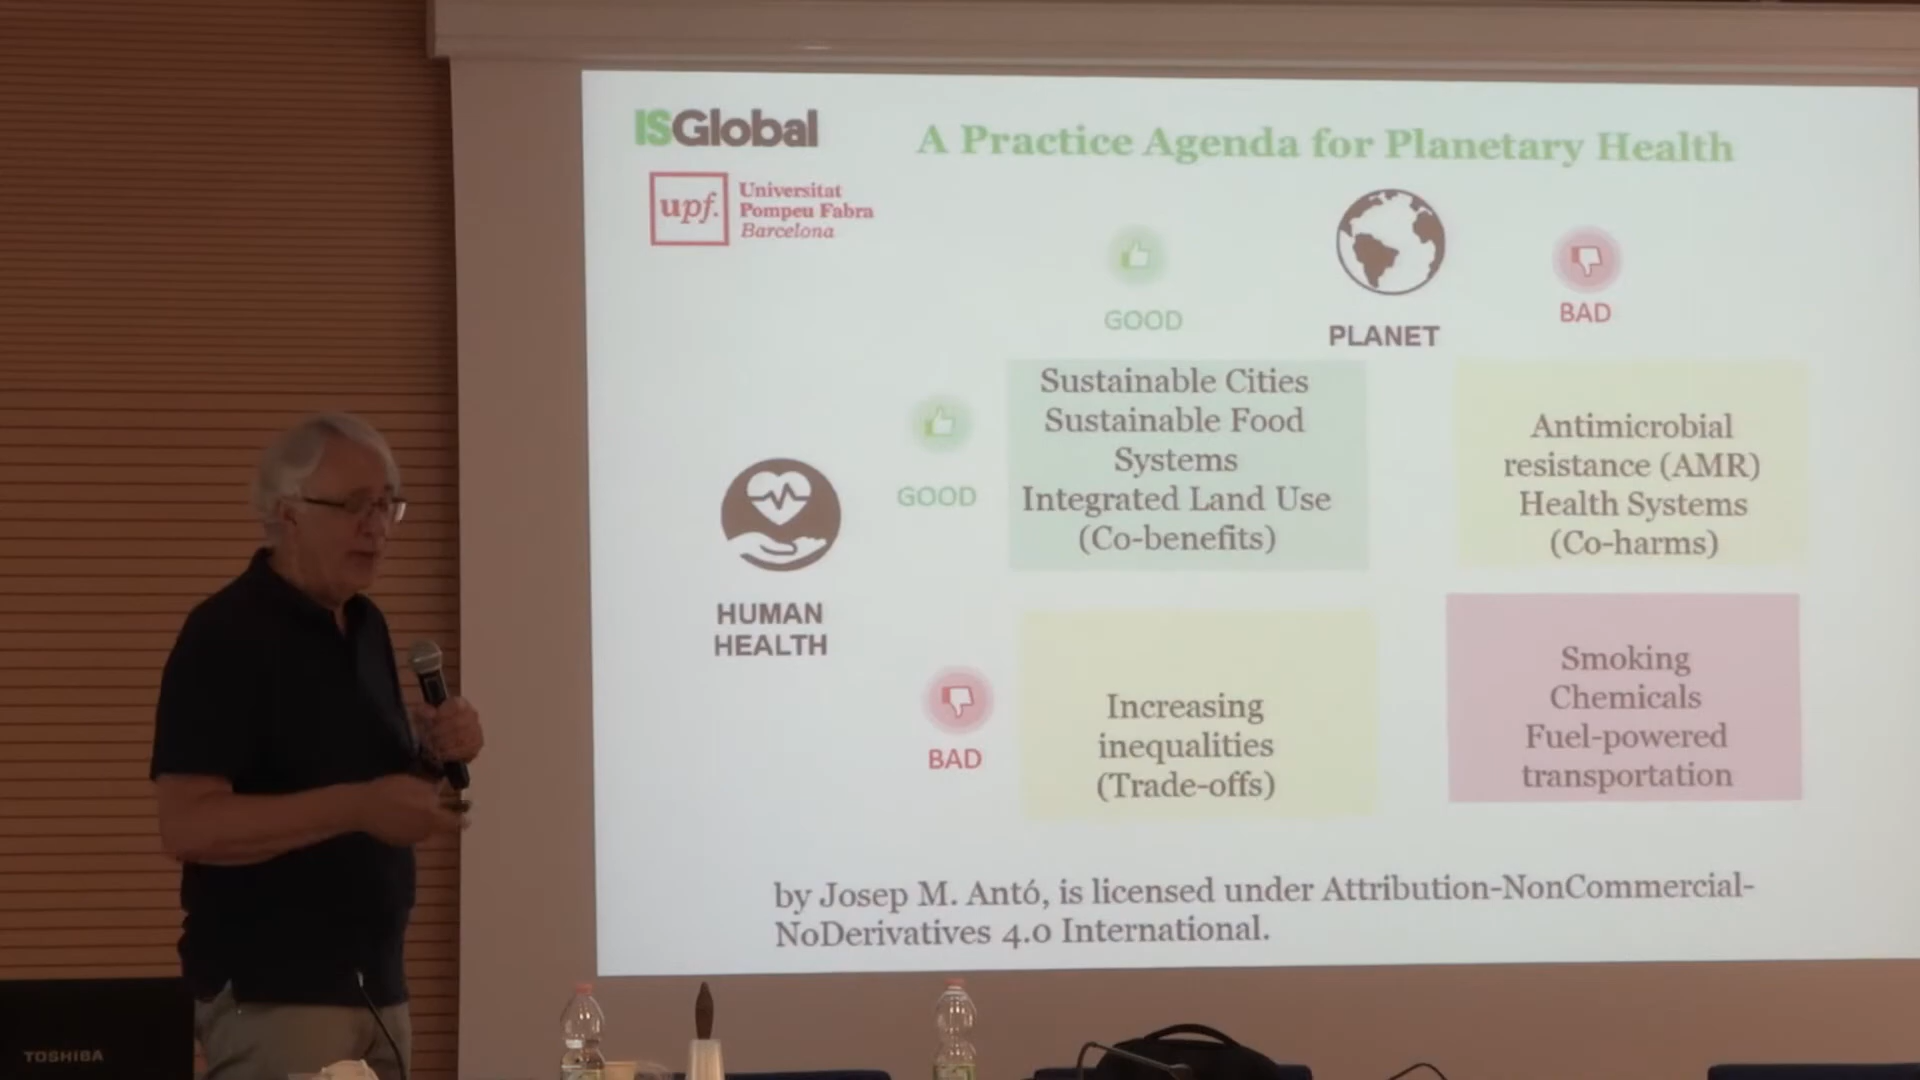 ISGlobal
A Practice Agenda for Planetary Health
upf.
Universitat
Pompeu Fabra
Barcelona
GOOD
PLANET
BAD
Sustainable Cities
Sustainable Food
Systems
Integrated Land Use
(Co-benefits)
Antimicrobial
resistance (AMR)
Health Systems
(Co-harms)
GOOD
HUMAN
HEALTH
BAD
Increasing
inequalities
(Trade-offs)
Smoking
Chemicals
Fuel-powered
transportation
by Josep M. Antó, is licensed under Attribution-NonCommercial-
NoDerivatives 4.0 International.
TOSHIBA